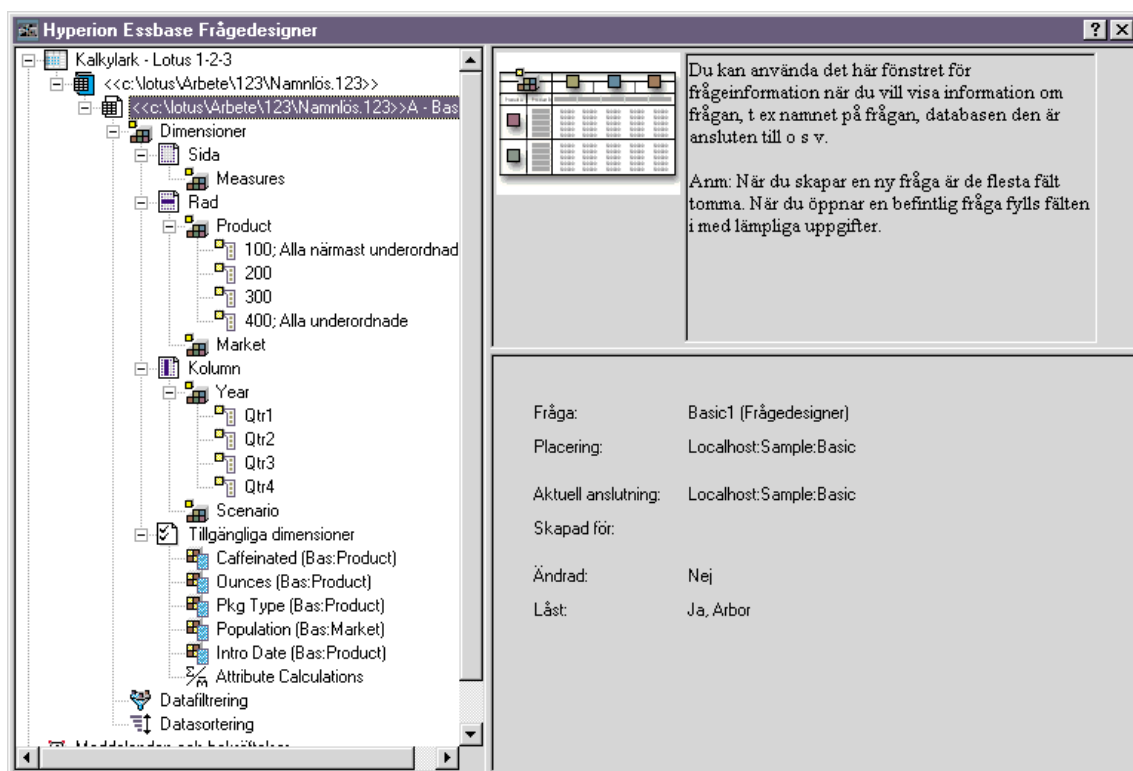 Hyperion Essbase Frågedesigner
Kalkylark - Lotus 1-2-3
<<c:\lotus\Arbete\123\Namnlös.123>>
<<c:\lotus\Arbete\123\Namnlös.123>>A - Bas
Dimensioner
Sida
Measures
Rad
Product
100; Alla närmast underordnad
200
300
400; Alla underordnade
Market
Kolumn
Year
Qtr1
Qtr2
Qtr3
Qtr4
Scenario
Tillgängliga dimensioner
Caffeinated (Bas:Product)
Ounces (Bas:Product)
Pkg Type (Bas:Product)
Population (Bas:Market)
Intro Date (Bas:Product)
Attribute Calculations
Datafiltrering
Datasortering
Meddelanden och bekräftelser
Du kan använda det här fönstret för
frågeinformation när du vill visa information om
frågan, t ex namnet på frågan, databasen den är
ansluten till o s v.
Anm: När du skapar en ny fråga är de flesta fält
tomma. När du öppnar en befintlig fråga fylls fälten
i med lämpliga uppgifter.
Fråga: Basic1 (Frågedesigner)
Placering: Localhost:Sample:Basic
Aktuell anslutning: Localhost:Sample:Basic
Skapad för:
Ändrad: Nej
Låst: Ja, Arbor